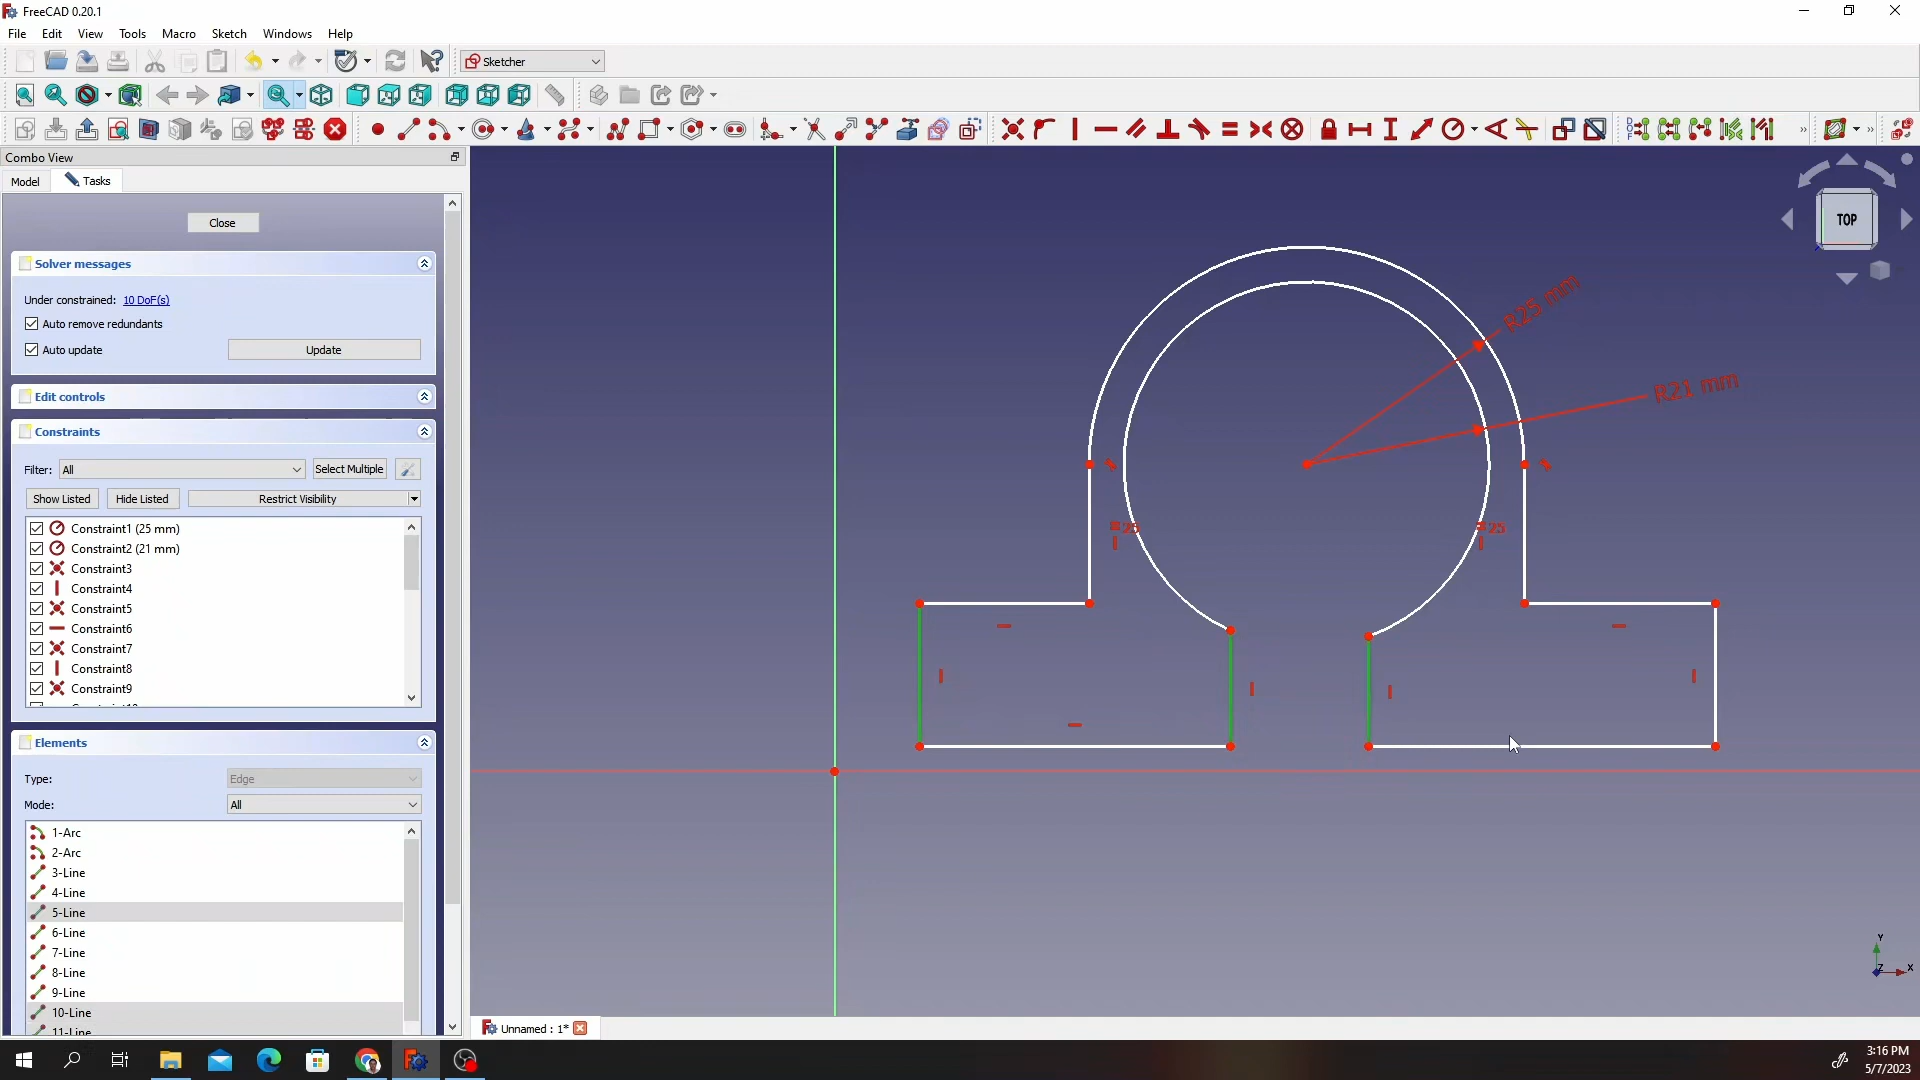 FreeCAD 0.20.1
File Edit View Tools Macro Sketch Windows Help
Sketcher
Combo View
Model Tasks
Close
Solver messages
Under constrained: 10 DoF(s)
Auto remove redundants
Auto update Update
Edit controls
Constraints
Filter: All Select Multiple
Show Listed Hide Listed Restrict Visibility
Constraint1 (25 mm)
Constraint2 (21 mm)
Constraint3
Constraint4
Constraint5
Constraint6
Constraint7
Constraint8
Constraint9
Elements
Type: Edge
Mode: All
1-Arc
2-Arc
3-Line
4-Line
5-Line
6-Line
7-Line
8-Line
9-Line
10-Line
11-Line
TOP
R25 mm
R21 mm
25 25
Y
Z X
Unnamed : 1*
3:16 PM
5/7/2023